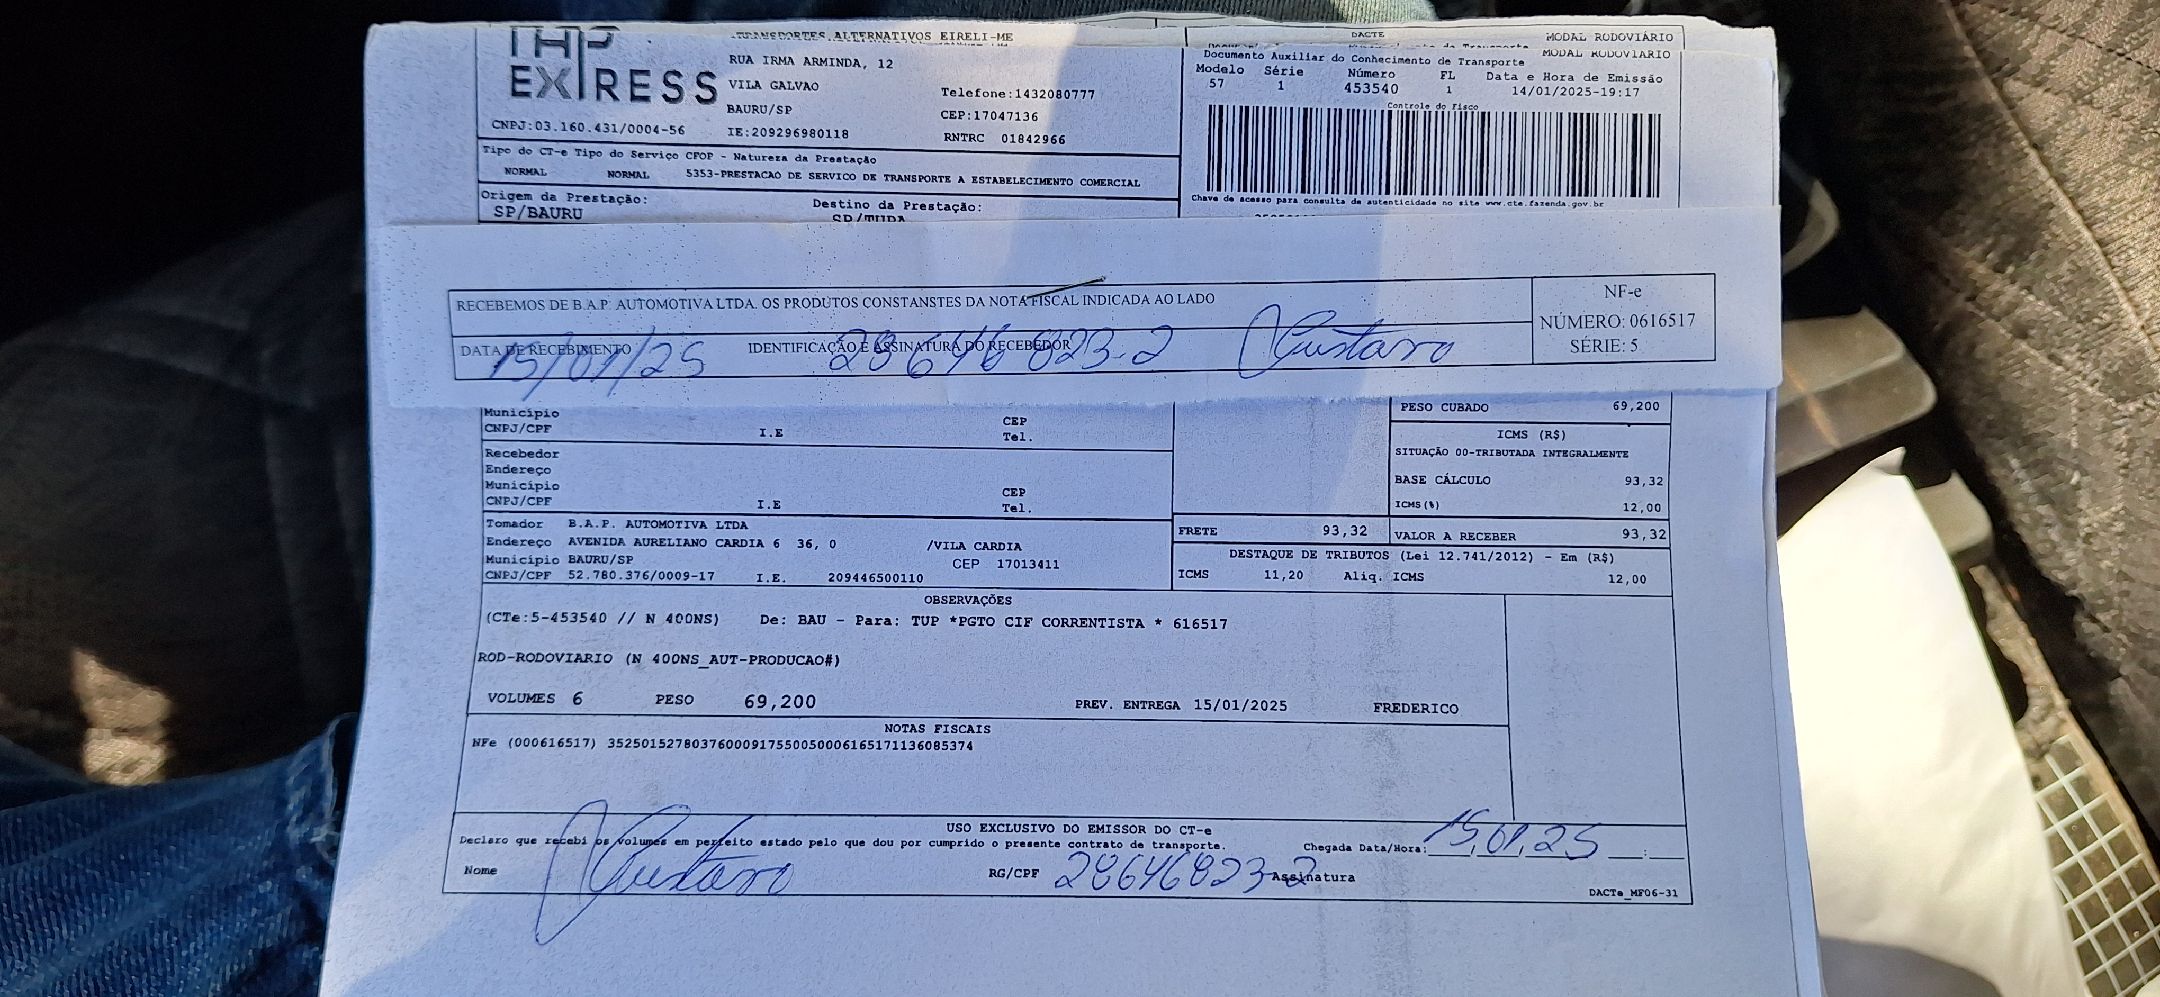 EXPRESS
TRANSPORTES ALTERNATIVOS EIRELI-ME
RUA IRMA ARMINDA, 12
VILA GALVAO
Telefone:1432080777
BAURU/SP
CEP:17047136
CNPJ:03.160.431/0004-56
IE:209296980118
RNTRC 01842966
DACTE
MODAL RODOVIÁRIO
Documento Auxiliar do Conhecimento de Transporte
MODAL RODOVIARIO
Modelo Série Número FL Data e Hora de Emissão
57 1 453540 1 14/01/2025-19:17
Controle do Fisco
Chave de acesso para consulta de autenticidade no site www.cte.fazenda.gov.br
Tipo do CT-e Tipo do Serviço CFOP - Natureza da Prestação
NORMAL NORMAL 5353-PRESTACAO DE SERVICO DE TRANSPORTE A ESTABELECIMENTO COMERCIAL
Origem da Prestação: Destino da Prestação:
SP/BAURU
RECEBEMOS DE B.A.P. AUTOMOTIVA LTDA. OS PRODUTOS CONSTANSTES DA NOTA FISCAL INDICADA AO LADO
DATA DE RECEBIMENTO
15/01/25
IDENTIFICAÇÃO E ASSINATURA DO RECEBEDOR
28646823-2 Gustavo
NF-e
NÚMERO: 0616517
SÉRIE: 5
Município CEP
CNPJ/CPF I.E Tel.
Recebedor
Endereço
Município CEP
CNPJ/CPF I.E Tel.
PESO CUBADO 69,200
ICMS (R$)
SITUAÇÃO 00-TRIBUTADA INTEGRALMENTE
BASE CÁLCULO 93,32
ICMS(%) 12,00
Tomador B.A.P. AUTOMOTIVA LTDA
Endereço AVENIDA AURELIANO CARDIA 6 36, 0 /VILA CARDIA
Município BAURU/SP CEP 17013411
CNPJ/CPF 52.780.376/0009-17 I.E. 209446500110
FRETE 93,32 VALOR A RECEBER 93,32
DESTAQUE DE TRIBUTOS (Lei 12.741/2012) - Em (R$)
ICMS 11,20 Aliq. ICMS 12,00
OBSERVAÇÕES
(CTe:5-453540 // N 400NS) De: BAU - Para: TUP *PGTO CIF CORRENTISTA * 616517
ROD-RODOVIARIO (N 400NS_AUT-PRODUCAO#)
VOLUMES 6 PESO 69,200 PREV. ENTREGA 15/01/2025 FREDERICO
NOTAS FISCAIS
NFe (000616517) 35250152780376000917550050006165171136085374
USO EXCLUSIVO DO EMISSOR DO CT-e
Declaro que recebi os volumes em perfeito estado pelo que dou por cumprido o presente contrato de transporte.
Chegada Data/Hora: 15.01.25
Nome Gustavo RG/CPF 28646823-2 Assinatura
DACTe_MF06-31